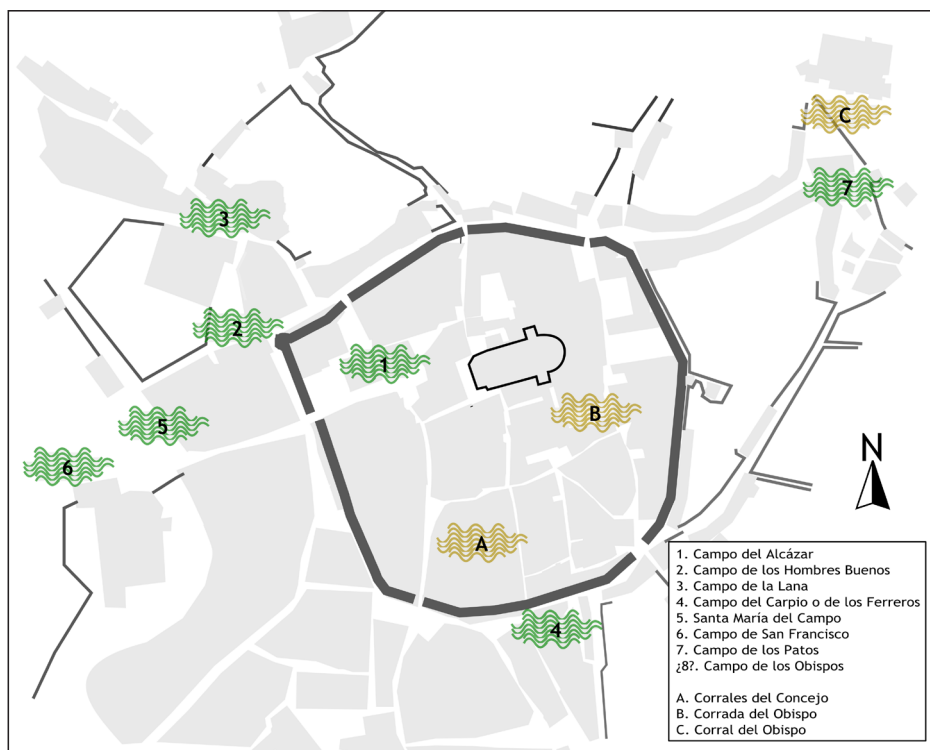 C
7
3
2
1
B
5
6
A
4
N
1. Campo del Alcázar
2. Campo de los Hombres Buenos
3. Campo de la Lana
4. Campo del Carpio o de los Ferreros
5. Santa María del Campo
6. Campo de San Francisco
7. Campo de los Patos
¿8?. Campo de los Obispos
A. Corrales del Concejo
B. Corrada del Obispo
C. Corral del Obispo